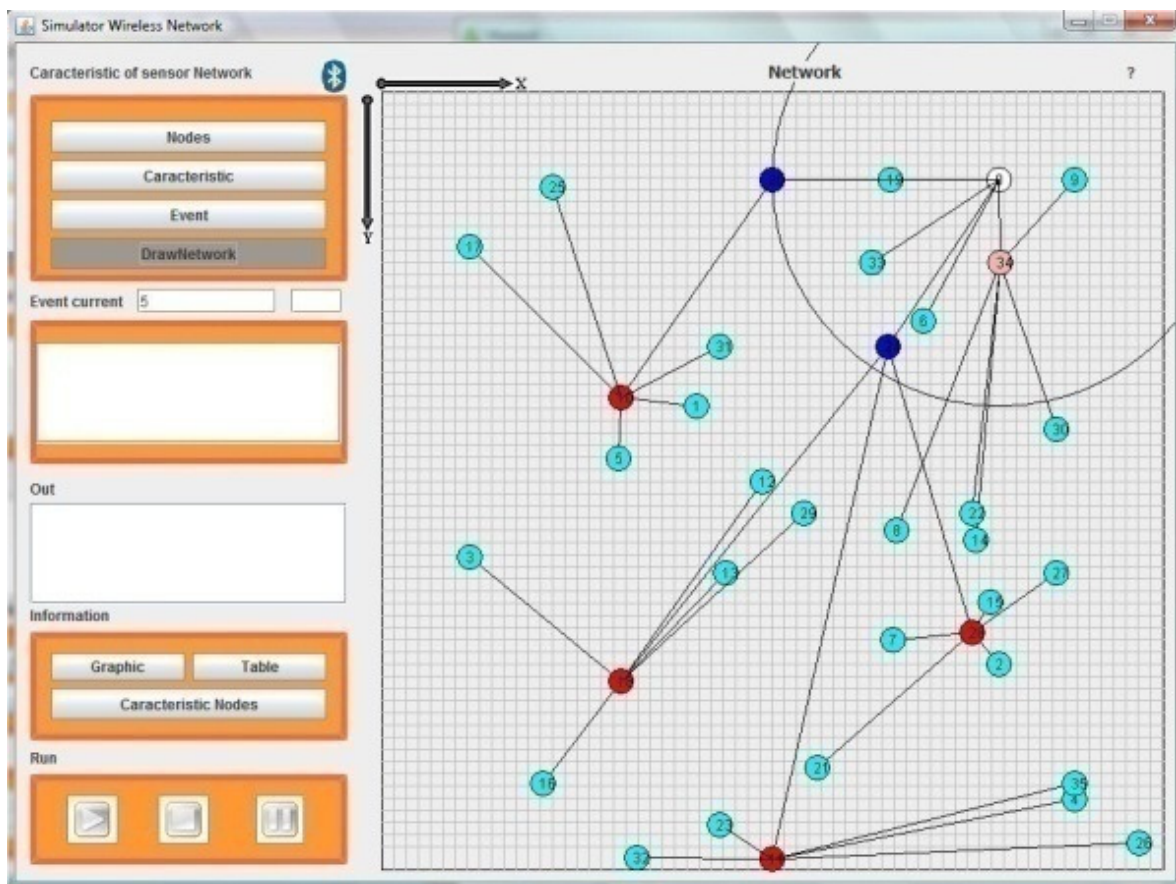 Simulator Wireless Network
Caracteristic of sensor Network
X
Network
?
Nodes
Caracteristic
Event
DrawNetwork
Y
Event current 5
Out
Information
Graphic
Table
Caracteristic Nodes
Run
25
19
9
17
33
34
6
31
1
30
5
12
29
22
8
14
3
13
27
15
7
2
21
16
35
4
23
26
32